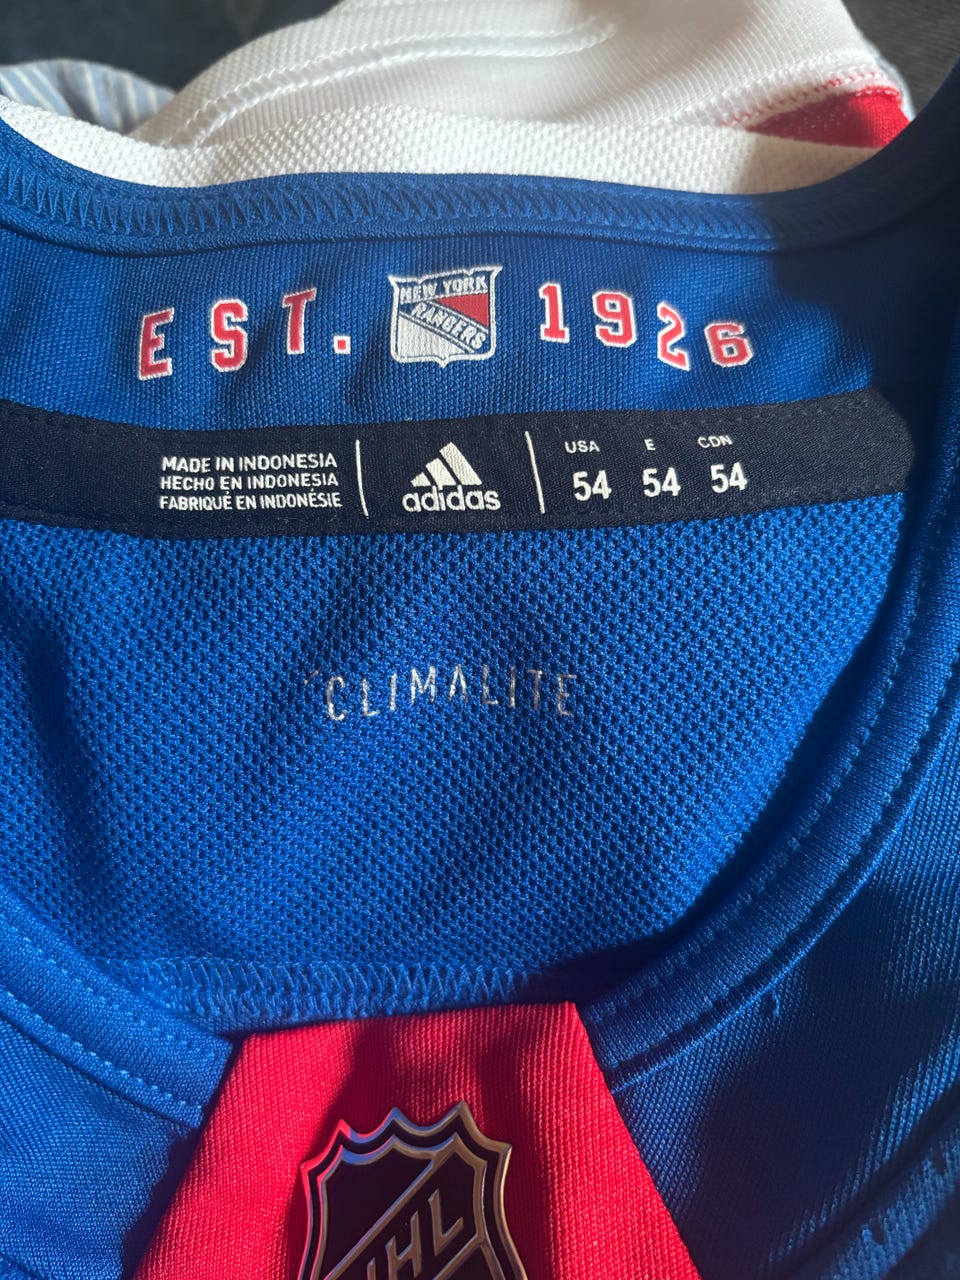 EST. 1926
NEW YORK
RANGERS
MADE IN INDONESIA
HECHO EN INDONESIA
FABRIQUÉ EN INDONÉSIE
adidas
USA E CDN
54 54 54
CLIMALITE
NHL